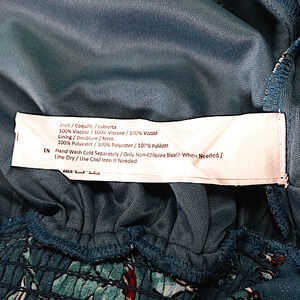 Shell / Coquille / cubierta
100% Viscose / 100% Viscose / 100% Viscosa
Lining / Doublure / forro
100% Polyester / 100% Polyester / 100% Poliéster
EN Hand Wash Cold Separately / Only Non-Chlorine Bleach When Needed /
Line Dry / Use Cool Iron if Needed